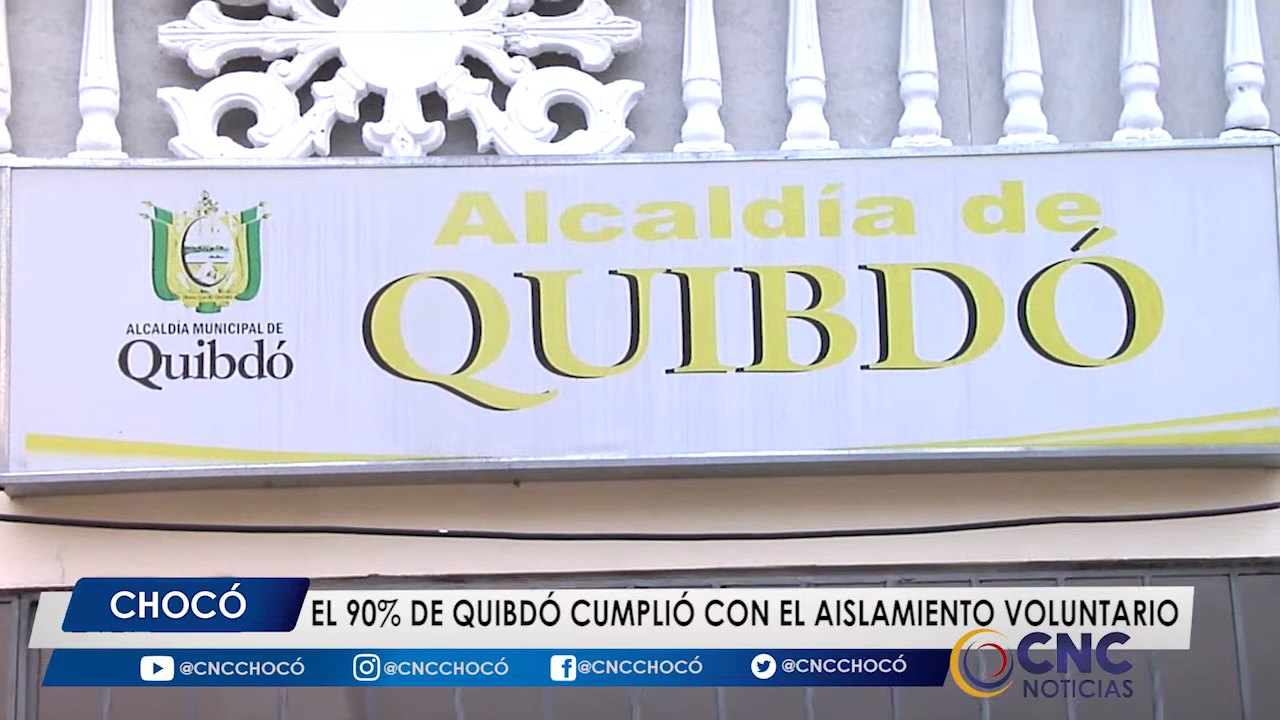 Alcaldía de
QUIBDÓ
ALCALDÍA MUNICIPAL DE
Quibdó
CHOCÓ
EL 90% DE QUIBDÓ CUMPLIÓ CON EL AISLAMIENTO VOLUNTARIO
@CNCCHOCÓ @CNCCHOCÓ @CNCCHOCÓ @CNCCHOCÓ
CNC
NOTICIAS